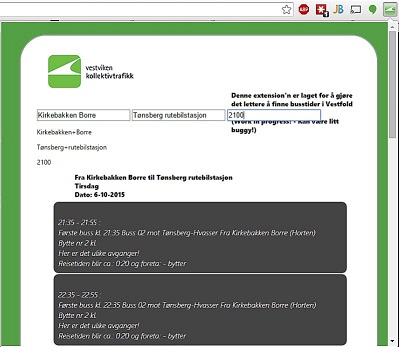 vestviken
kollektivtrafikk
Denne extension'n er laget for å gjøre
det lettere å finne busstider i Vestfold
Kirkebakken Borre Tønsberg rutebilstasjon 2100
(Work in progress! - Kan være litt
buggy!)
Kirkebakken+Borre
Tønsberg+rutebilstasjon
2100
Fra Kirkebakken Borre til Tønsberg rutebilstasjon
Tirsdag
Dato: 6-10-2015
21:35 - 21:55 :
Første buss kl. 21:35 Buss 02 mot Tønsberg-Hvasser Fra Kirkebakken Borre (Horten)
Bytte nr 2 kl.
Her er det ulike avganger!
Reisetiden blir ca.: 0:20 og foreta: - bytter
22:35 - 22:55 :
Første buss kl. 22:35 Buss 02 mot Tønsberg-Hvasser Fra Kirkebakken Borre (Horten)
Bytte nr 2 kl.
Her er det ulike avganger!
Reisetiden blir ca.: 0:20 og foreta: - bytter